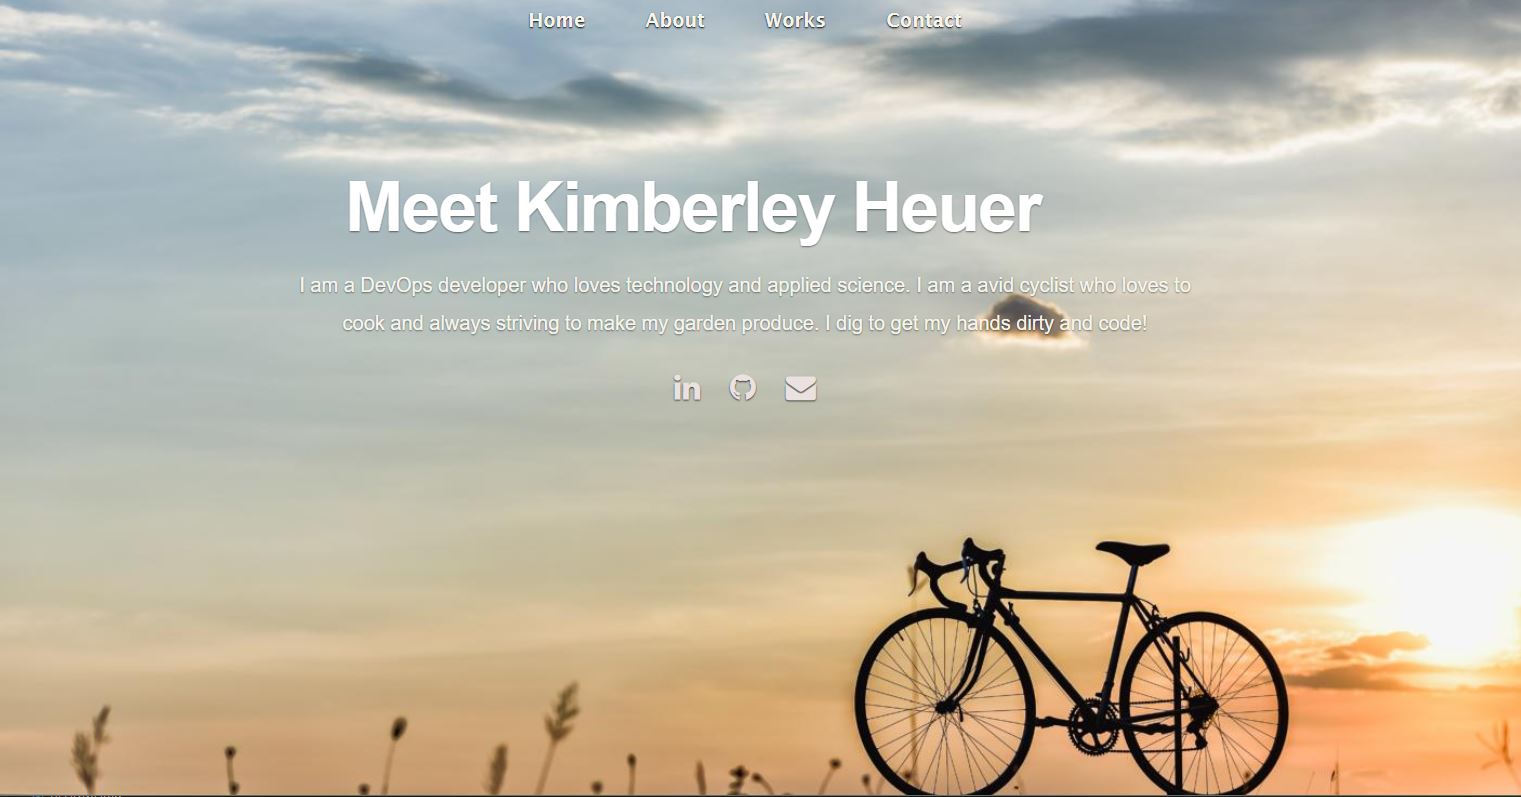 Home About Works Contact
Meet Kimberley Heuer
I am a DevOps developer who loves technology and applied science. I am a avid cyclist who loves to
cook and always striving to make my garden produce. I dig to get my hands dirty and code!
in